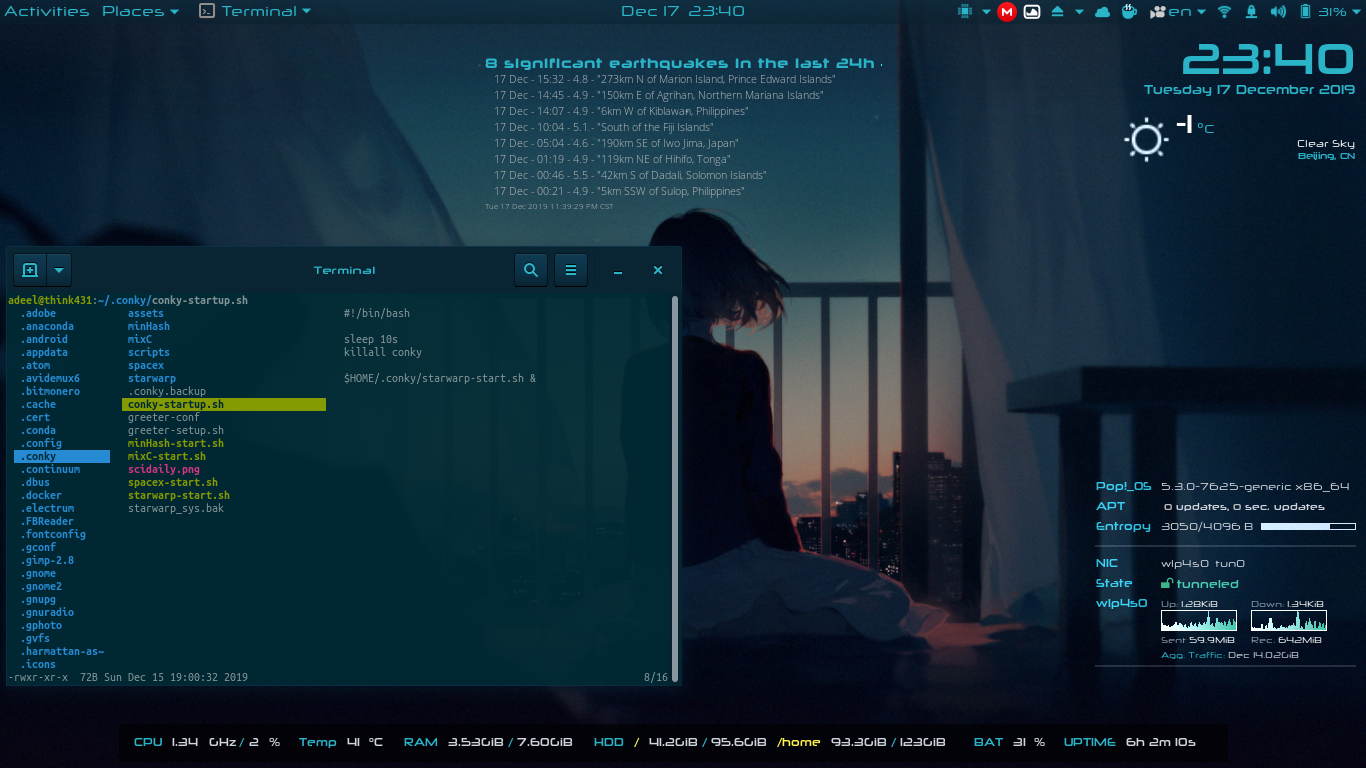 Activities Places Terminal Dec 17 23:40 M en 31%
23:40
Tuesday 17 December 2019
-1 °C
Clear Sky
Beijing, CN
8 significant earthquakes in the last 24h
17 Dec - 15:32 - 4.8 - "273km N of Marion Island, Prince Edward Islands"
17 Dec - 14:45 - 4.9 - "150km E of Agrihan, Northern Mariana Islands"
17 Dec - 14:07 - 4.9 - "6km W of Kiblawan, Philippines"
17 Dec - 10:04 - 5.1 - "South of the Fiji Islands"
17 Dec - 05:04 - 4.6 - "190km SE of Iwo Jima, Japan"
17 Dec - 01:19 - 4.9 - "119km NE of Hihifo, Tonga"
17 Dec - 00:46 - 5.5 - "42km S of Dadali, Solomon Islands"
17 Dec - 00:21 - 4.9 - "5km SSW of Sulop, Philippines"
Tue 17 Dec 2019 11:39:29 PM CST
Terminal
adeel@think431:~/.conky/conky-startup.sh
.adobe assets #!/bin/bash
.anaconda minHash
.android mixC sleep 10s
.appdata scripts killall conky
.atom spacex
.avidemux6 starwarp $HOME/.conky/starwarp-start.sh &
.bitmonero .conky.backup
.cache conky-startup.sh
.cert greeter-conf
.conda greeter-setup.sh
.config minHash-start.sh
.conky mixC-start.sh
.continuum scidaily.png
.dbus spacex-start.sh
.docker starwarp-start.sh
.electrum starwarp_sys.bak
.FBReader
.fontconfig
.gconf
.gimp-2.8
.gnome
.gnome2
.gnupg
.gnuradio
.gphoto
.gvfs
.harmattan-as~
.icons
-rwxr-xr-x 72B Sun Dec 15 19:00:32 2019 8/16
Pop!_OS 5.3.0-7625-generic x86_64
APT 0 updates, 0 sec. updates
Entropy 3050/4096 B
NIC wlp4s0 tun0
State tunneled
wlp4s0 Up: 1.28KiB Down: 1.34KiB
Sent 59.9MiB Rec. 642MiB
Agg. Traffic: Dec 14.02GiB
CPU 1.34 GHz / 2 % Temp 41 °C RAM 3.53GiB / 7.60GiB HDD / 41.2GiB / 95.6GiB /home 93.3GiB / 123GiB BAT 31 % UPTIME 6h 2m 10s